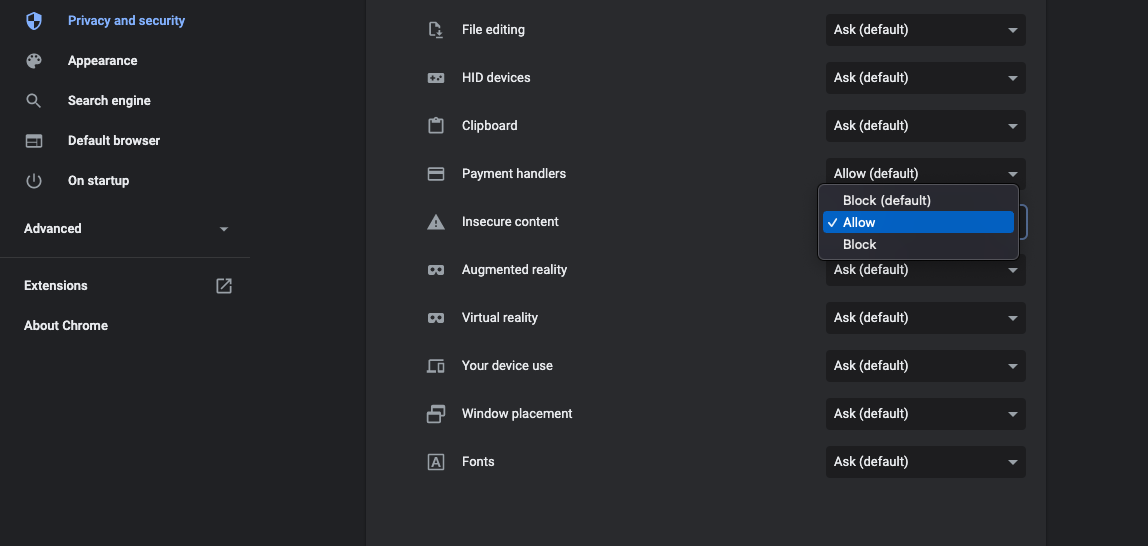 Privacy and security
Appearance
Search engine
Default browser
On startup
Advanced
Extensions
About Chrome
File editing
Ask (default)
HID devices
Ask (default)
Clipboard
Ask (default)
Payment handlers
Allow (default)
Insecure content
Block (default)
Allow
Block
Augmented reality
Ask (default)
Virtual reality
Ask (default)
Your device use
Ask (default)
Window placement
Ask (default)
Fonts
Ask (default)